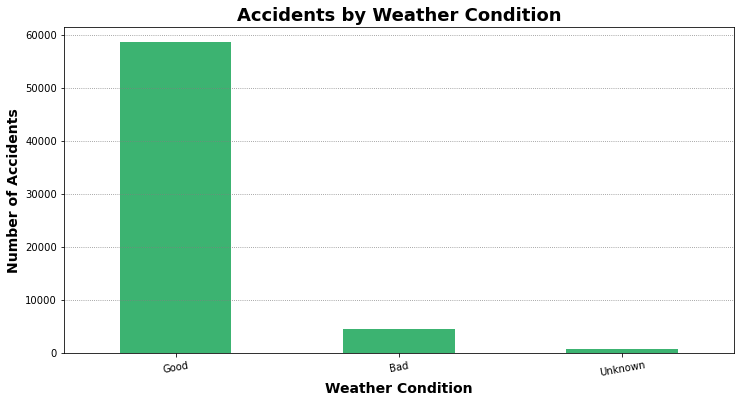 Accidents by Weather Condition
Number of Accidents
60000
50000
40000
30000
20000
10000
0
Good
Bad
Unknown
Weather Condition